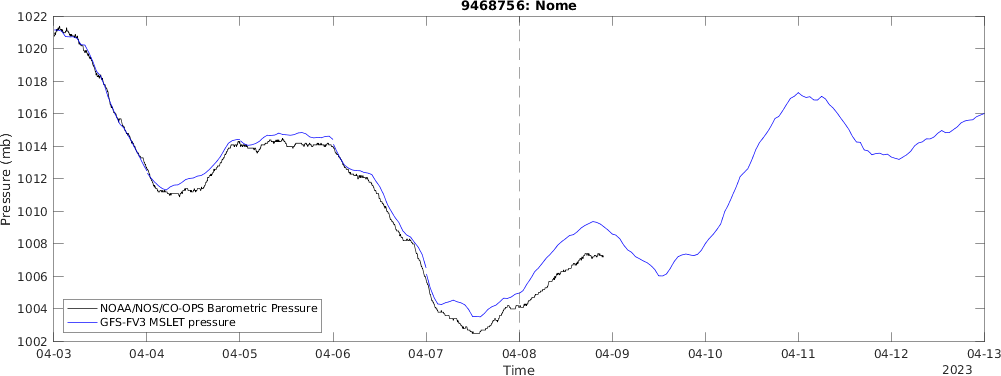 9468756: Nome
1022
1020
1018
1016
1014
1012
1010
1008
1006
1004
1002
Pressure (mb)
NOAA/NOS/CO-OPS Barometric Pressure
GFS-FV3 MSLET pressure
04-03 04-04 04-05 04-06 04-07 04-08 04-09 04-10 04-11 04-12 04-13
Time
2023